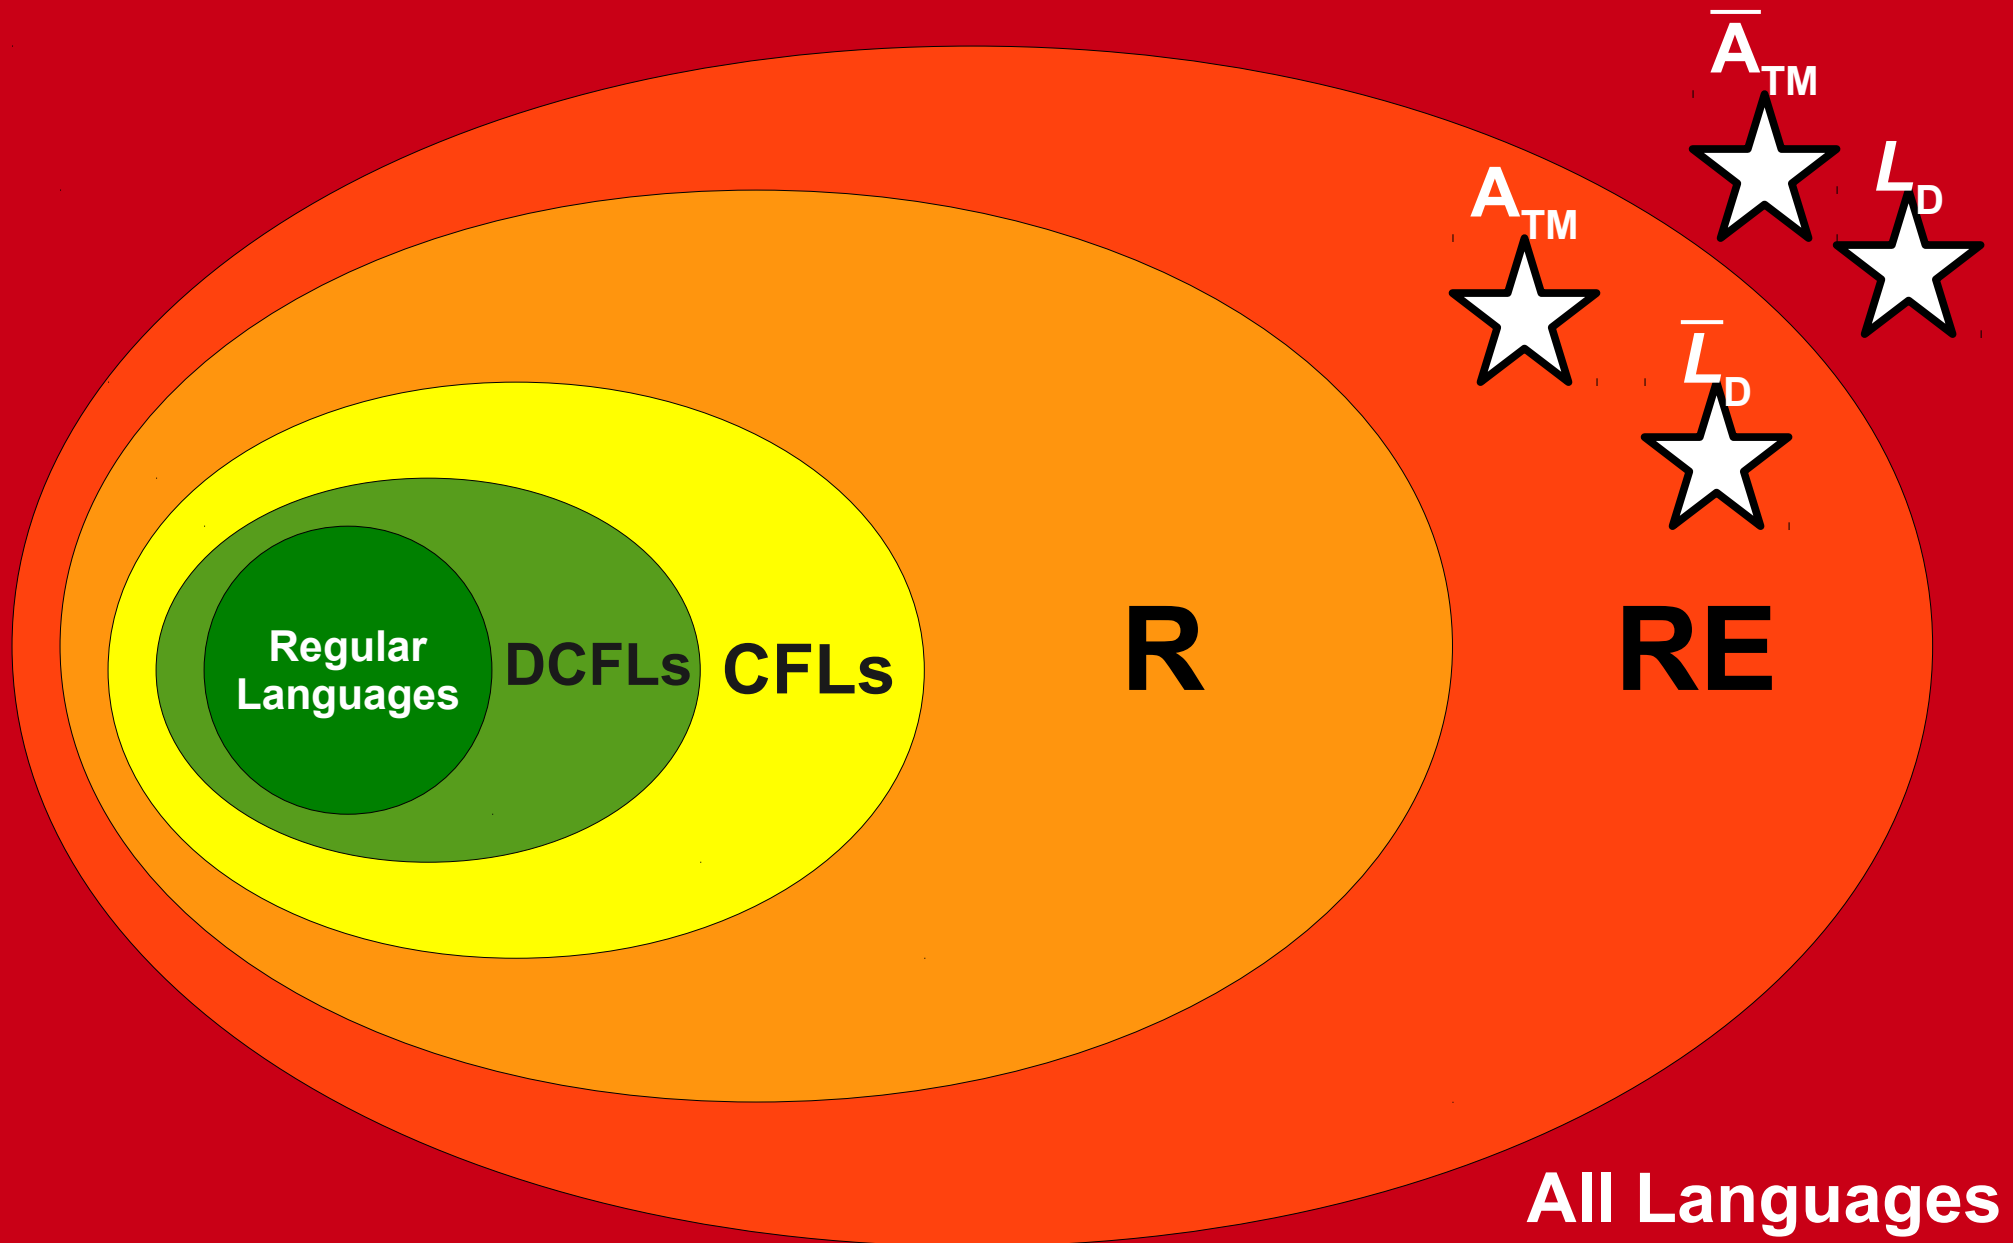 A̅TM
LD
ATM
L̅D
Regular
Languages
DCFLs
CFLs
R
RE
All Languages